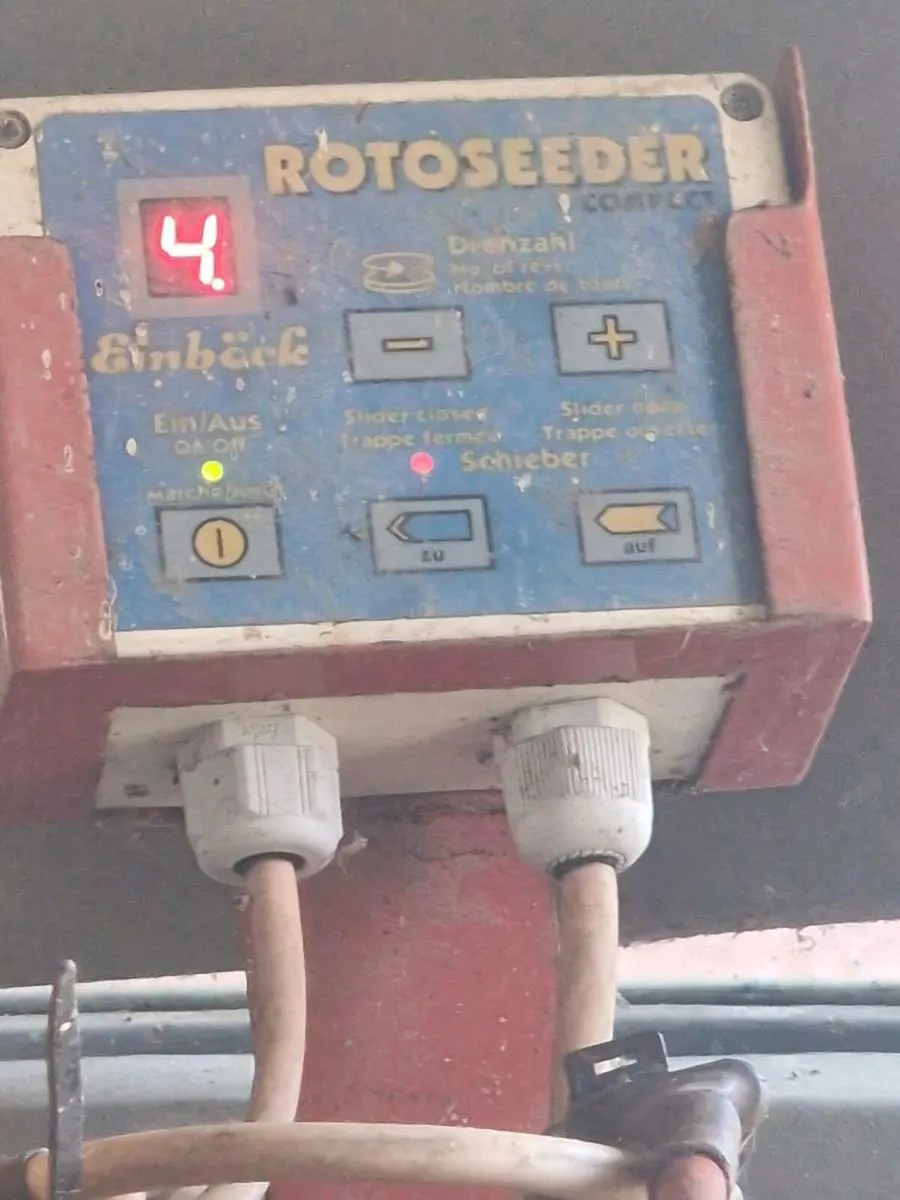 ROTOSEEDER
COMPACT
4.
Drehzahl
No of rev.
Nombre de tours
Einböck
−
+
Ein/Aus
On/Off
Slider closed
Trappe fermée
Slider open
Trappe ouverte
Schieber
zu
auf